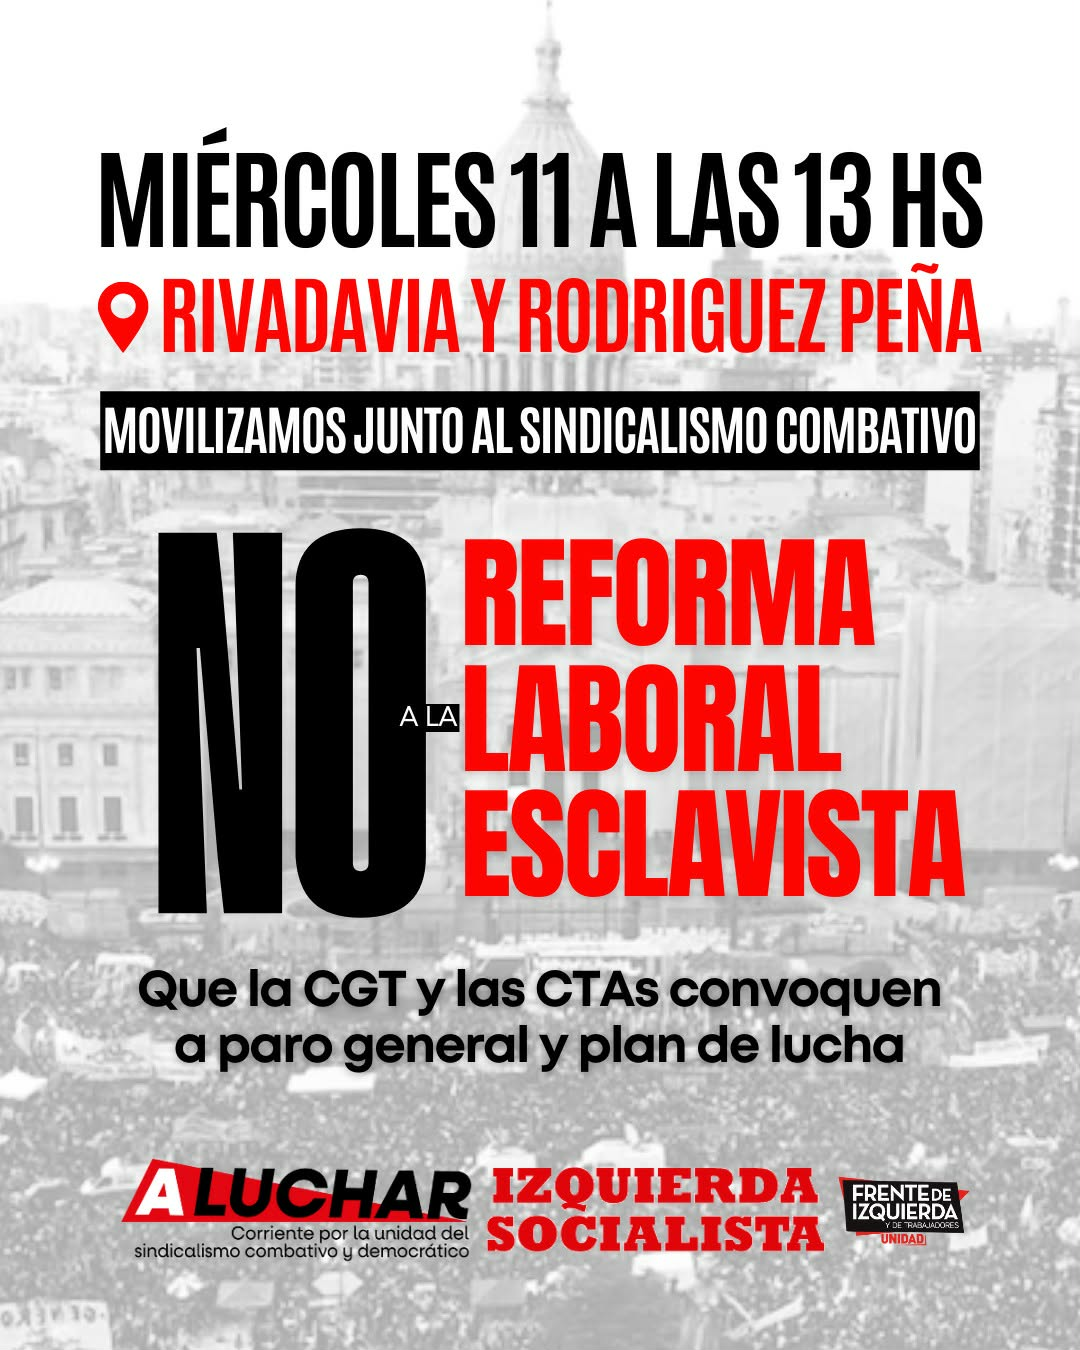 MIÉRCOLES 11 A LAS 13 HS
RIVADAVIA Y RODRIGUEZ PEÑA
MOVILIZAMOS JUNTO AL SINDICALISMO COMBATIVO
NO
A LA
REFORMA
LABORAL
ESCLAVISTA
Que la CGT y las CTAs convoquen
a paro general y plan de lucha
A LUCHAR
Corriente por la unidad del
sindicalismo combativo y democrático
IZQUIERDA
SOCIALISTA
FRENTE DE
IZQUIERDA
Y DE TRABAJADORES
UNIDAD